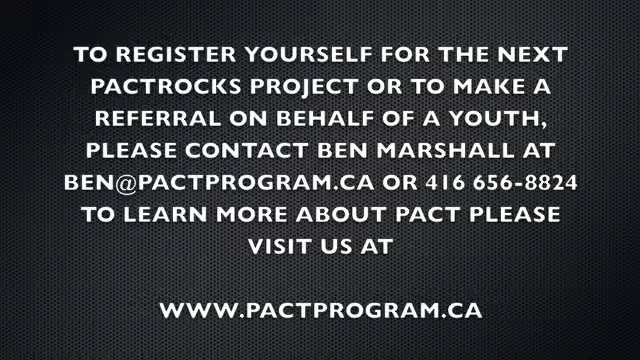 TO REGISTER YOURSELF FOR THE NEXT
PACTROCKS PROJECT OR TO MAKE A
REFERRAL ON BEHALF OF A YOUTH,
PLEASE CONTACT BEN MARSHALL AT
BEN@PACTPROGRAM.CA OR 416 656-8824
TO LEARN MORE ABOUT PACT PLEASE
VISIT US AT
WWW.PACTPROGRAM.CA